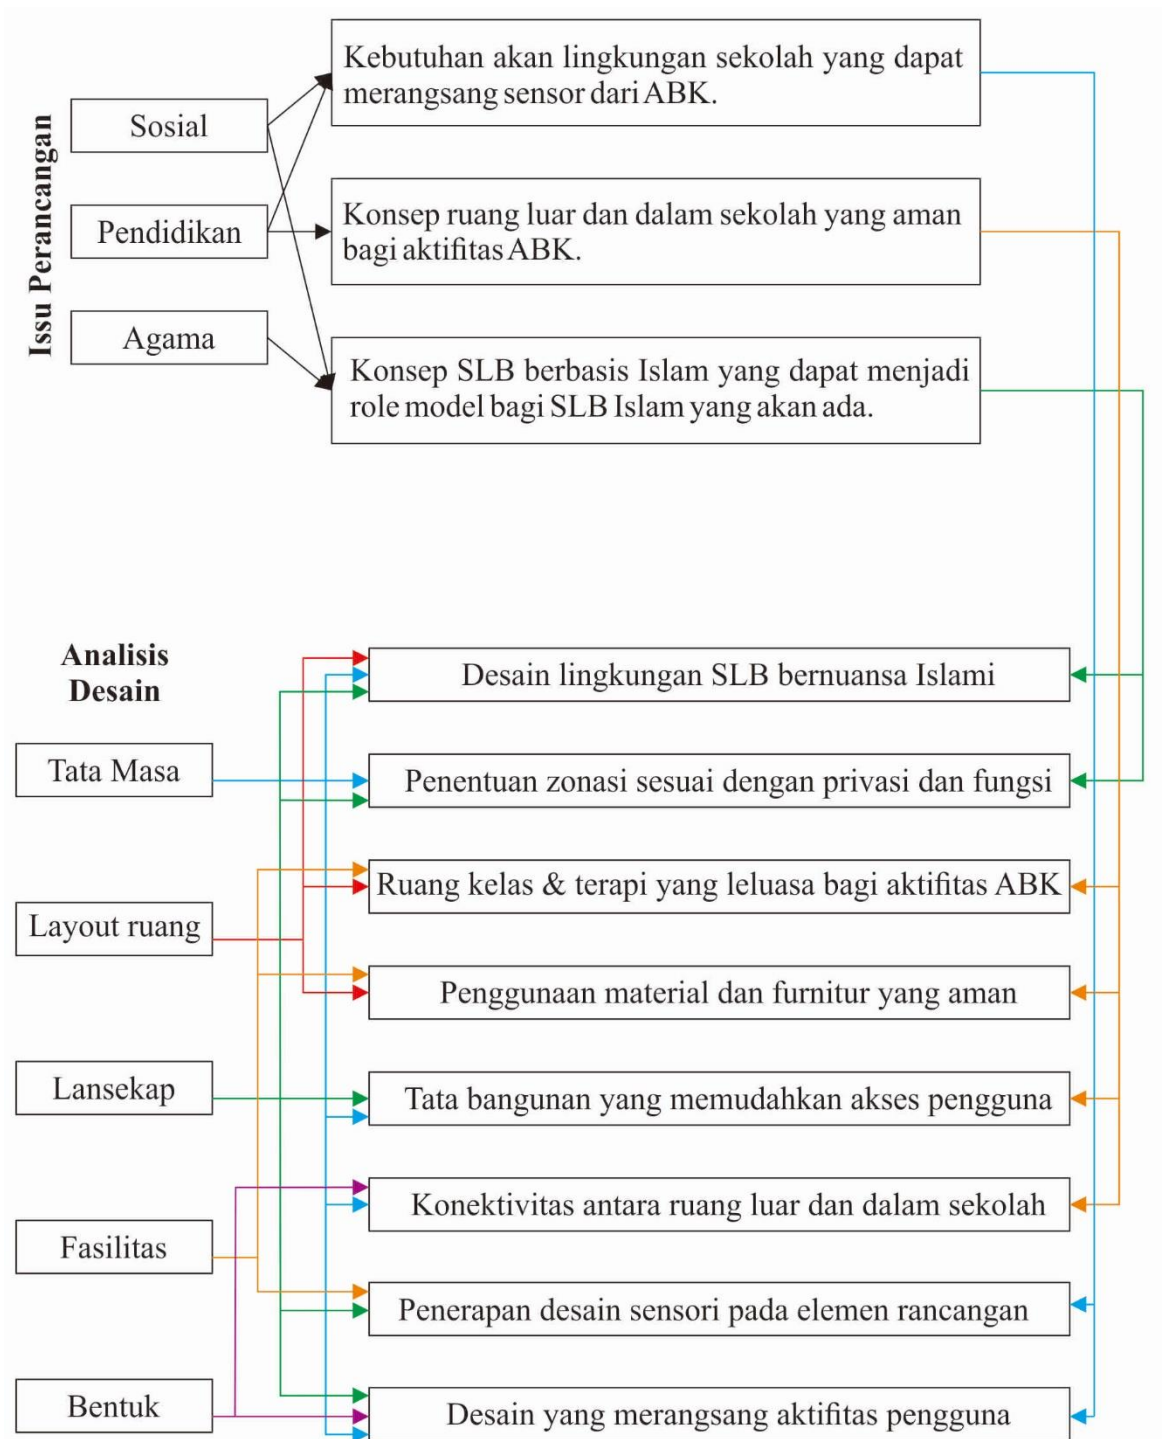 Issu Perancangan
Sosial
Pendidikan
Agama
Kebutuhan akan lingkungan sekolah yang dapat
merangsang sensor dari ABK.
Konsep ruang luar dan dalam sekolah yang aman
bagi aktifitas ABK.
Konsep SLB berbasis Islam yang dapat menjadi
role model bagi SLB Islam yang akan ada.
Analisis
Desain
Tata Masa
Layout ruang
Lansekap
Fasilitas
Bentuk
Desain lingkungan SLB bernuansa Islami
Penentuan zonasi sesuai dengan privasi dan fungsi
Ruang kelas & terapi yang leluasa bagi aktifitas ABK
Penggunaan material dan furnitur yang aman
Tata bangunan yang memudahkan akses pengguna
Konektivitas antara ruang luar dan dalam sekolah
Penerapan desain sensori pada elemen rancangan
Desain yang merangsang aktifitas pengguna